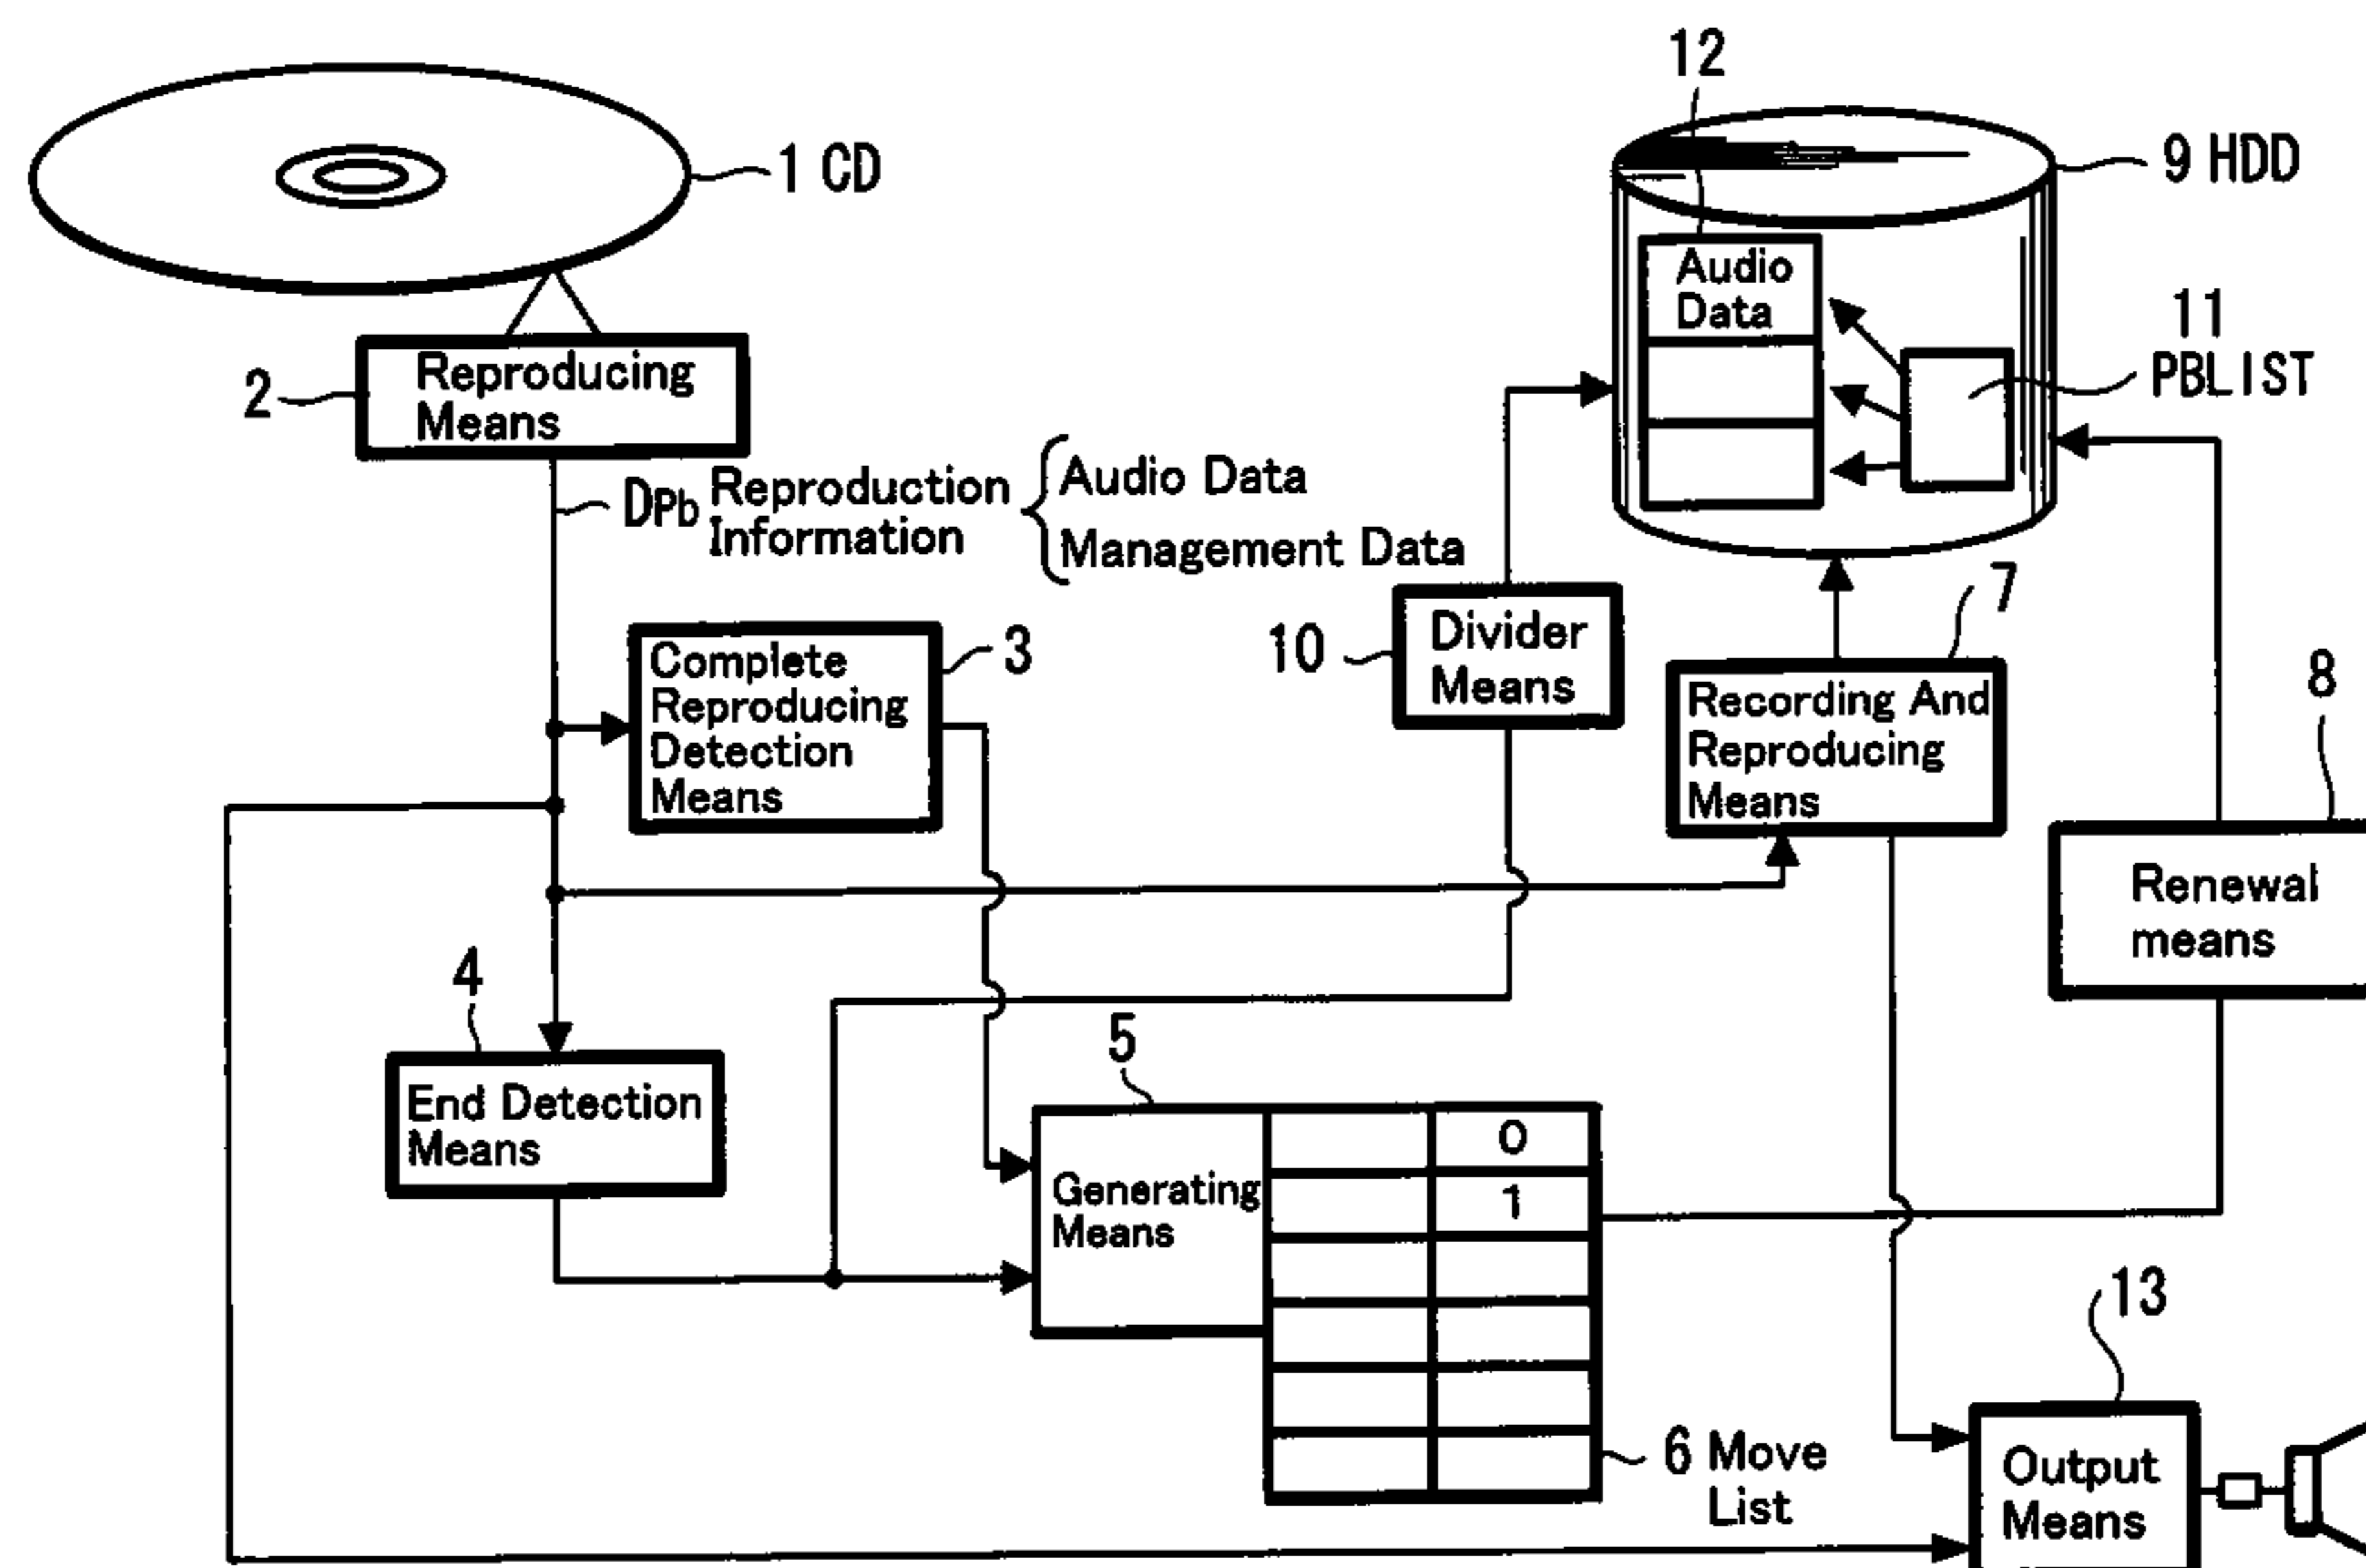 12
1 CD
9 HDD
Audio
Data
11
PBLIST
2
Reproducing
Means
DPb
Reproduction
Information
Audio Data
Management Data
7
3
Complete
Reproducing
Detection
Means
10
Divider
Means
Recording And
Reproducing
Means
8
Renewal
means
4
End Detection
Means
5
Generating
Means
0
1
13
6 Move
List
Output
Means